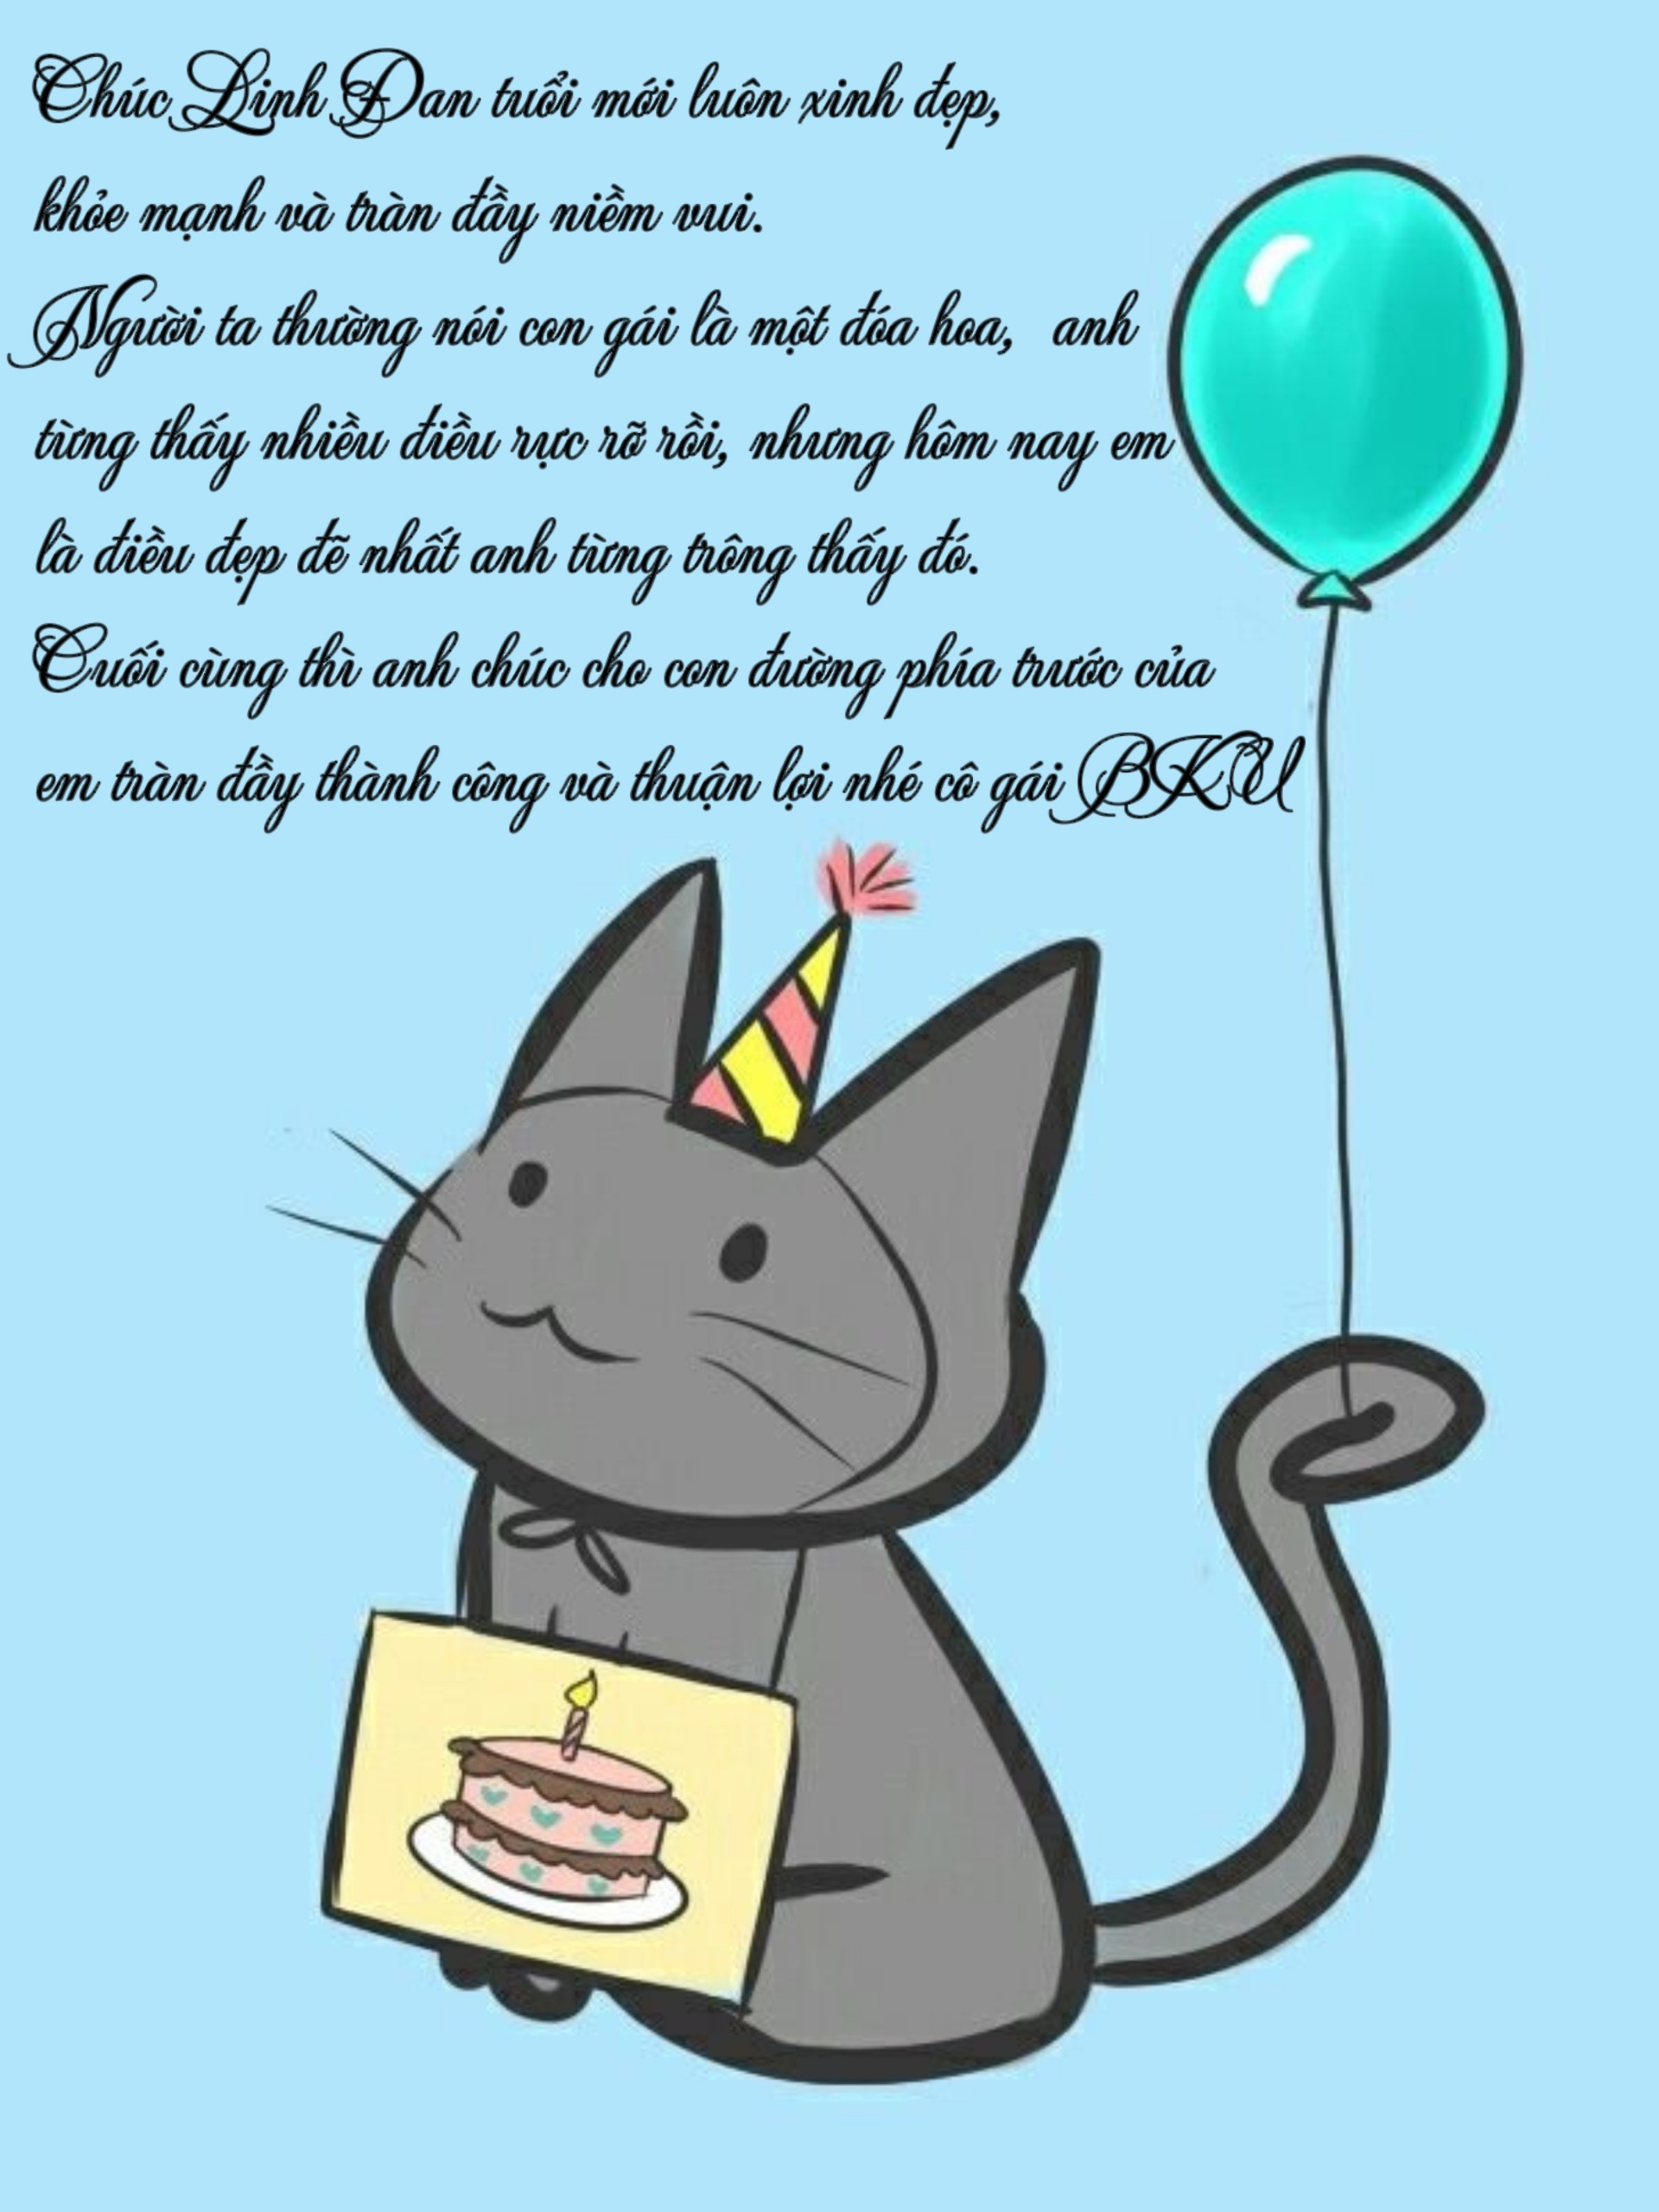 Chúc Linh Đan tuổi mới luôn xinh đẹp,
khỏe mạnh và tràn đầy niềm vui.
Người ta thường nói con gái là một đóa hoa, anh
từng thấy nhiều điều rực rỡ rồi, nhưng hôm nay em
là điều đẹp đẽ nhất anh từng trông thấy đó.
Cuối cùng thì anh chúc cho con đường phía trước của
em tràn đầy thành công và thuận lợi nhé cô gái BKU